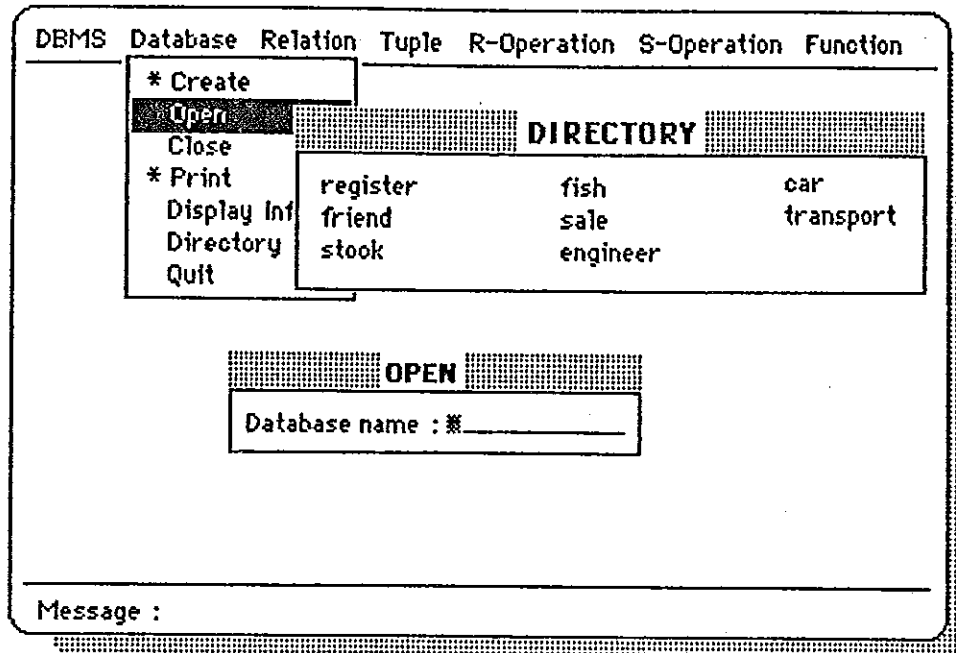 DBMS Database Relation Tuple R-Operation S-Operation Function
* Create
Open
Close
* Print
Display Inf
Directory
Quit
DIRECTORY
register fish car
friend sale transport
stook engineer
OPEN
Database name :
Message :